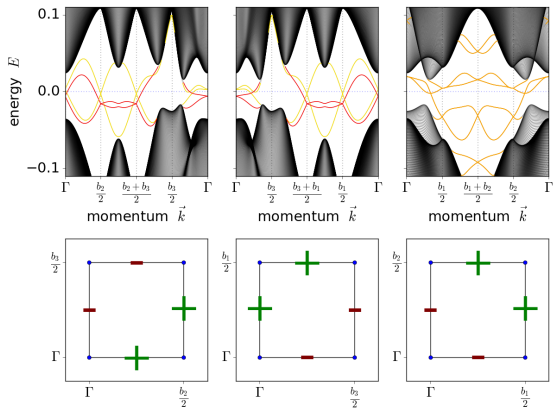 energy E
0.1
0.0
−0.1
Γ b₂/2 (b₂+b₃)/2 b₃/2 Γ
momentum k⃗
Γ b₃/2 (b₃+b₁)/2 b₁/2 Γ
momentum k⃗
Γ b₁/2 (b₁+b₂)/2 b₂/2 Γ
momentum k⃗
b₃/2
Γ
Γ b₂/2
b₁/2
Γ
Γ b₃/2
b₂/2
Γ
Γ b₁/2